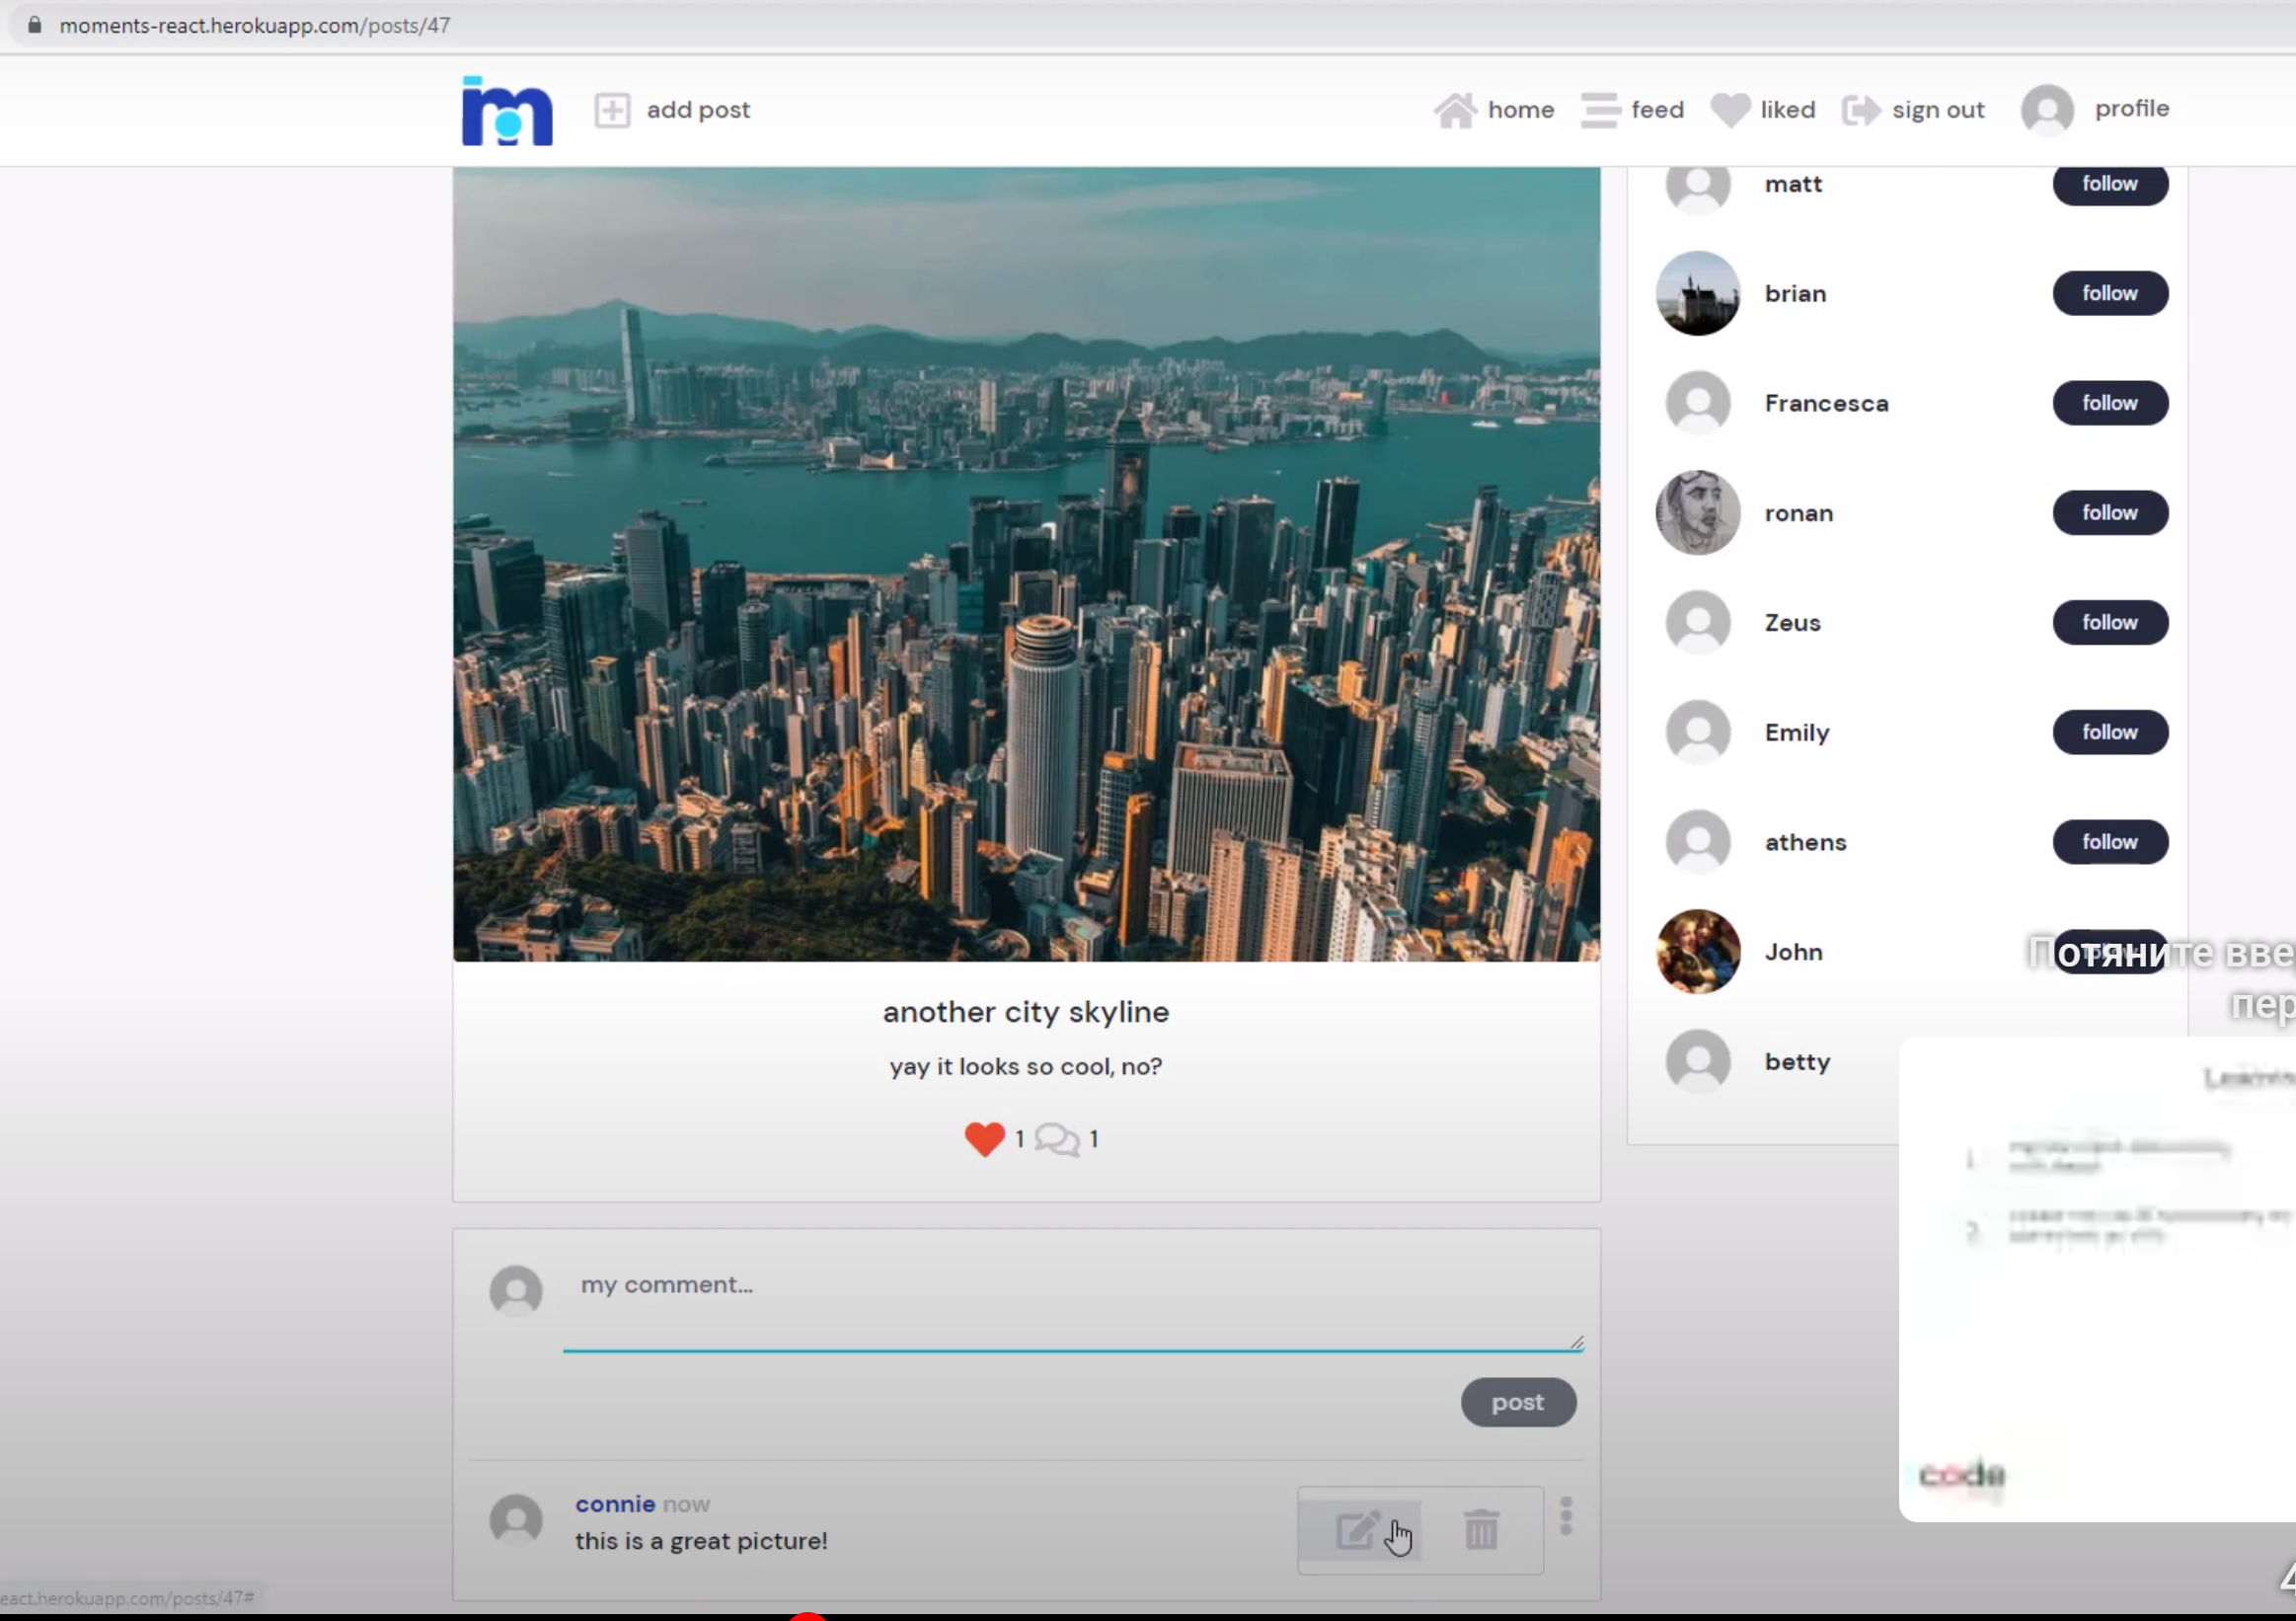 moments-react.herokuapp.com/posts/47
m
add post
home
feed
liked
sign out
profile
matt
follow
brian
follow
Francesca
follow
ronan
follow
Zeus
follow
Emily
follow
athens
follow
John
Потяните вве
пер
betty
another city skyline
yay it looks so cool, no?
1
1
my comment...
post
connie now
this is a great picture!
code
eact.herokuapp.com/posts/47#